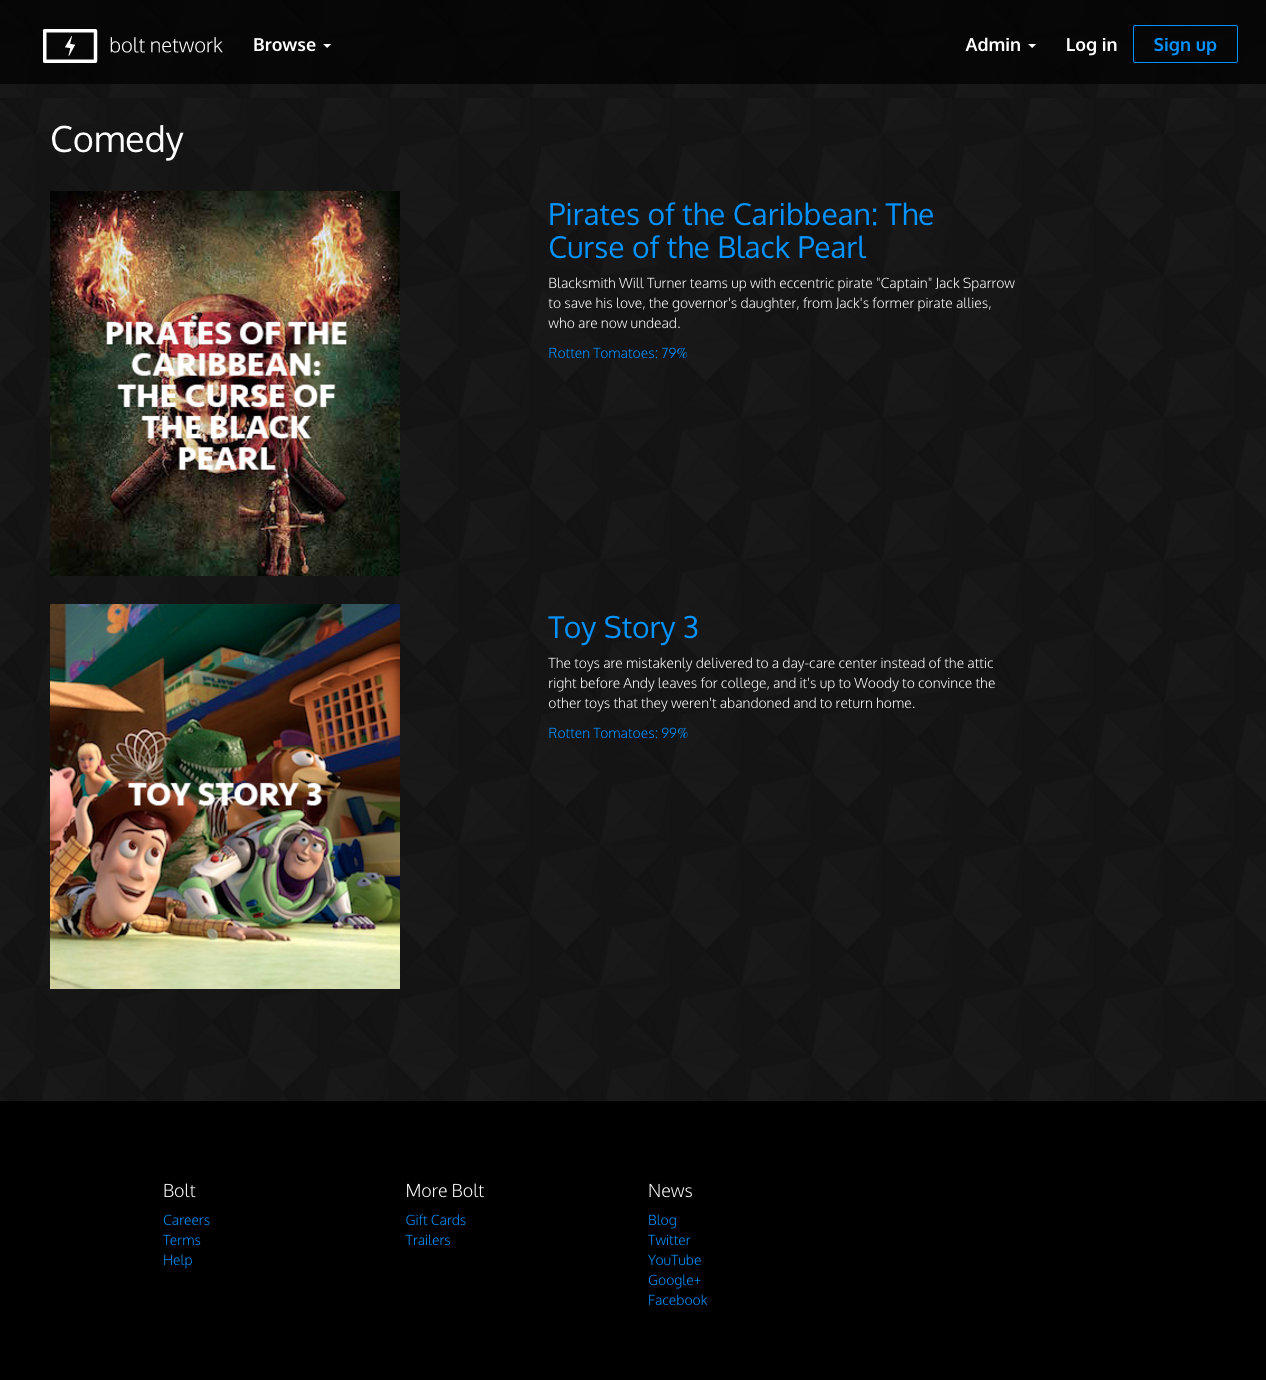 bolt network
Browse
Admin
Log in
Sign up
Comedy
PIRATES OF THE
CARIBBEAN:
THE CURSE OF
THE BLACK
PEARL
Pirates of the Caribbean: The
Curse of the Black Pearl
Blacksmith Will Turner teams up with eccentric pirate "Captain" Jack Sparrow
to save his love, the governor's daughter, from Jack's former pirate allies,
who are now undead.
Rotten Tomatoes: 79%
TOY STORY 3
Toy Story 3
The toys are mistakenly delivered to a day-care center instead of the attic
right before Andy leaves for college, and it's up to Woody to convince the
other toys that they weren't abandoned and to return home.
Rotten Tomatoes: 99%
Bolt
Careers
Terms
Help
More Bolt
Gift Cards
Trailers
News
Blog
Twitter
YouTube
Google+
Facebook